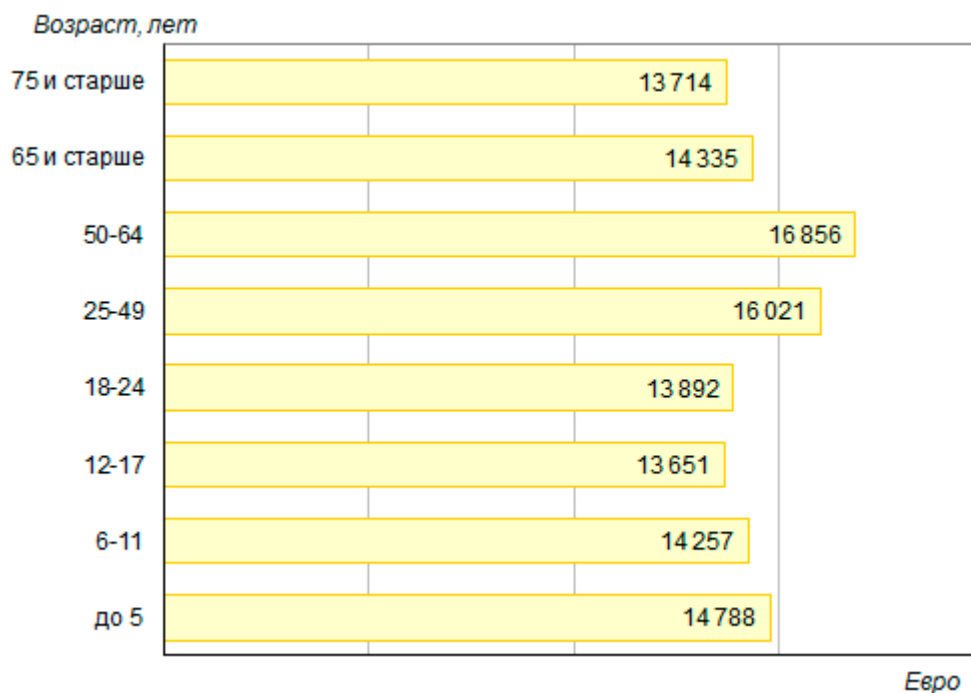 Возраст, лет
75 и старше 13 714
65 и старше 14 335
50-64 16 856
25-49 16 021
18-24 13 892
12-17 13 651
6-11 14 257
до 5 14 788
Евро